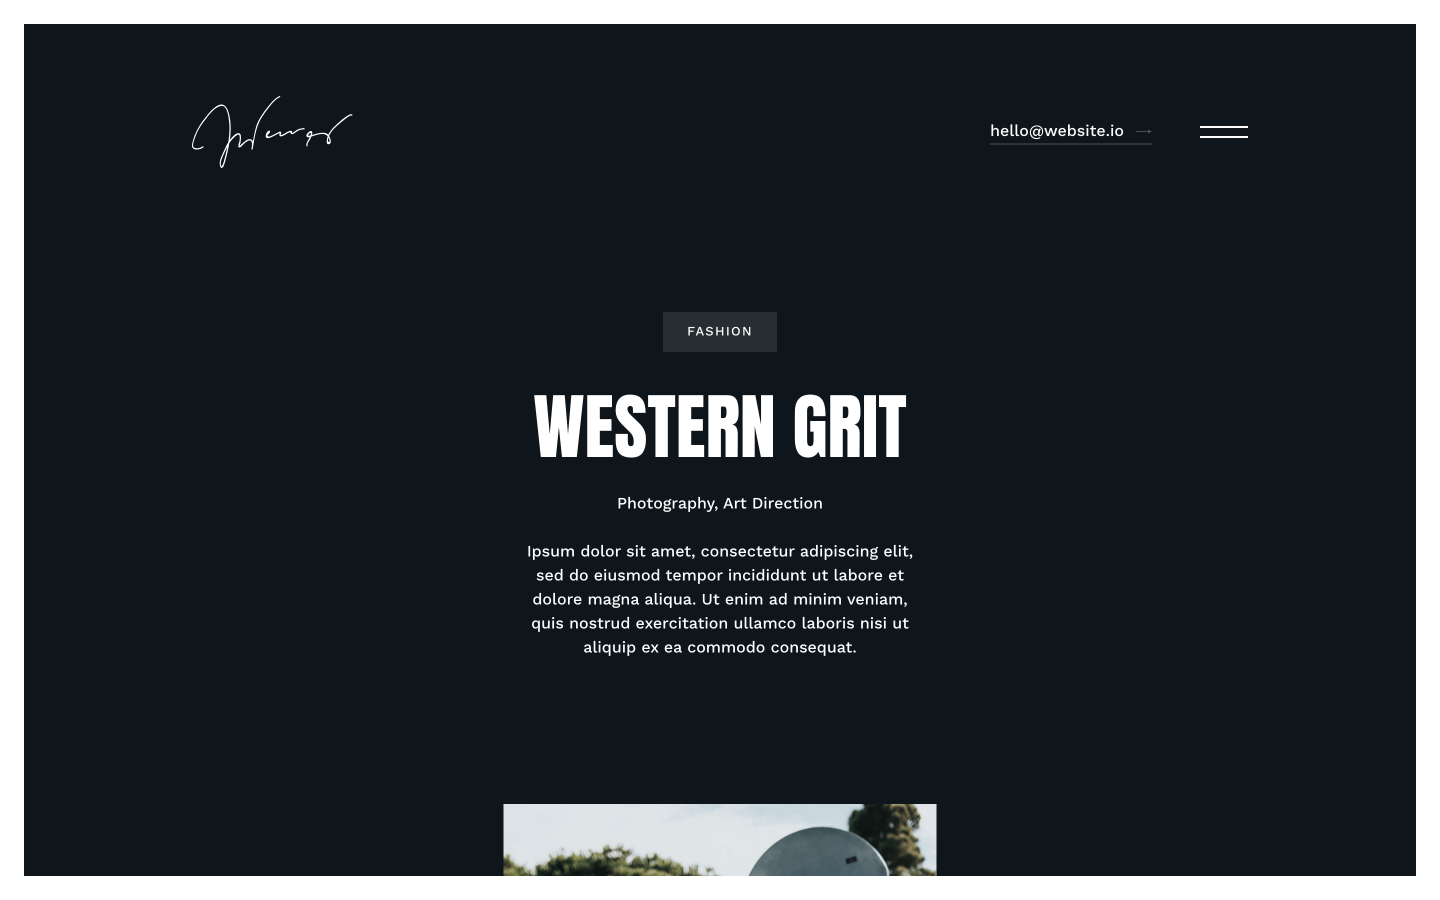 hello@website.io
FASHION
WESTERN GRIT
Photography, Art Direction
Ipsum dolor sit amet, consectetur adipiscing elit,
sed do eiusmod tempor incididunt ut labore et
dolore magna aliqua. Ut enim ad minim veniam,
quis nostrud exercitation ullamco laboris nisi ut
aliquip ex ea commodo consequat.